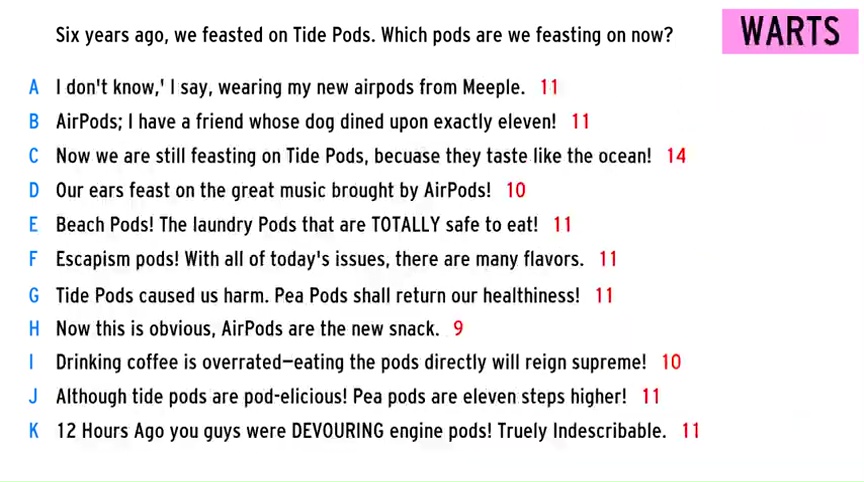 Six years ago, we feasted on Tide Pods. Which pods are we feasting on now?
WARTS
A I don't know,' I say, wearing my new airpods from Meeple. 11
B AirPods; I have a friend whose dog dined upon exactly eleven! 11
C Now we are still feasting on Tide Pods, becuase they taste like the ocean! 14
D Our ears feast on the great music brought by AirPods! 10
E Beach Pods! The laundry Pods that are TOTALLY safe to eat! 11
F Escapism pods! With all of today's issues, there are many flavors. 11
G Tide Pods caused us harm. Pea Pods shall return our healthiness! 11
H Now this is obvious, AirPods are the new snack. 9
I Drinking coffee is overrated—eating the pods directly will reign supreme! 10
J Although tide pods are pod-elicious! Pea pods are eleven steps higher! 11
K 12 Hours Ago you guys were DEVOURING engine pods! Truely Indescribable. 11